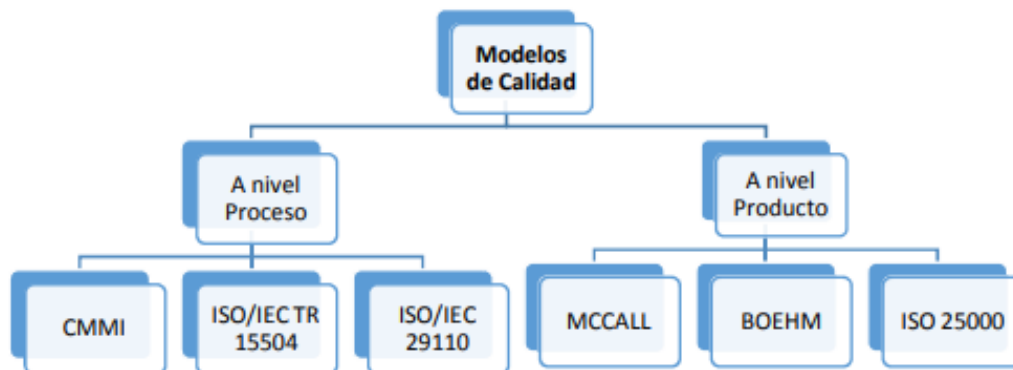 Modelos
de Calidad
A nivel
Proceso
A nivel
Producto
CMMI
ISO/IEC TR
15504
ISO/IEC
29110
MCCALL
BOEHM
ISO 25000